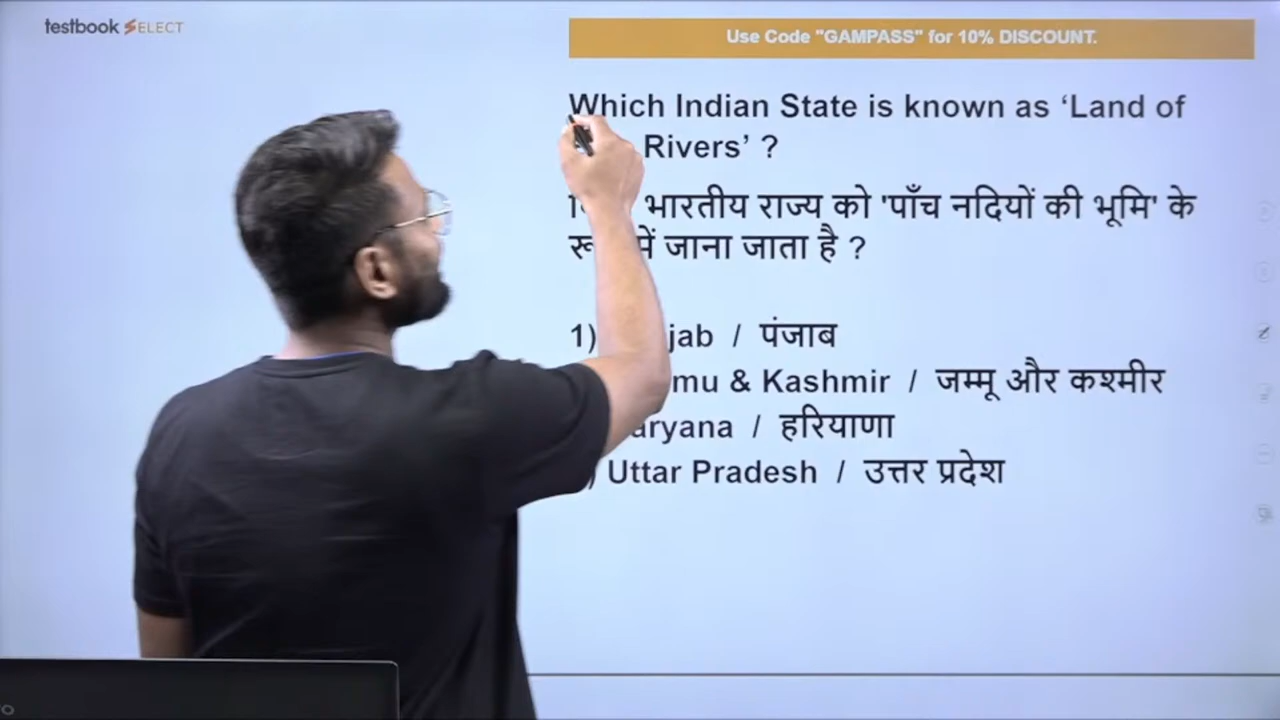 testbook SELECT
Use Code "GAMPASS" for 10% DISCOUNT.
Which Indian State is known as ‘Land of
Rivers’ ?
भारतीय राज्य को 'पाँच नदियों की भूमि' के
में जाना जाता है ?
1) jab / पंजाब
mu & Kashmir / जम्मू और कश्मीर
aryana / हरियाणा
) Uttar Pradesh / उत्तर प्रदेश